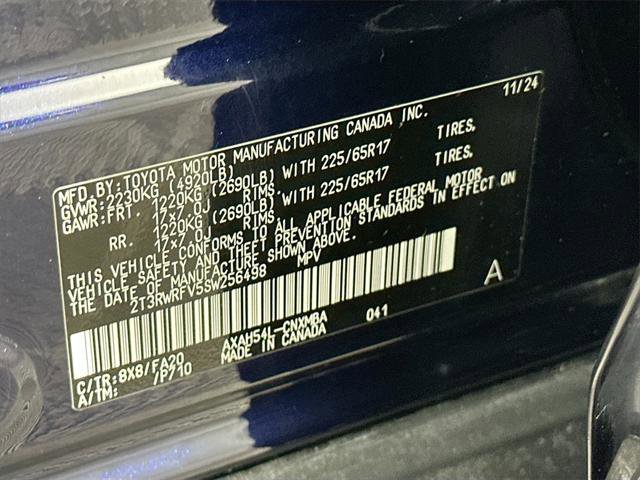 11/24
MFD.BY:TOYOTA MOTOR MANUFACTURING CANADA INC.
GVWR:2230KG (4920LB)
GAWR:FRT. 1220KG (2690LB) WITH 225/65R17 TIRES,
17x7.0J RIMS.
RR. 1220KG (2690LB) WITH 225/65R17 TIRES,
17x7.0J RIMS.
THIS VEHICLE CONFORMS TO ALL APPLICABLE FEDERAL MOTOR
VEHICLE SAFETY AND THEFT PREVENTION STANDARDS IN EFFECT ON
THE DATE OF MANUFACTURE SHOWN ABOVE.
2T3RWRFV5SW256498 MPV
A
C/TR:8X8/FA20 AXAH54L-CNXMBA 041
A/TM: /P710 MADE IN CANADA